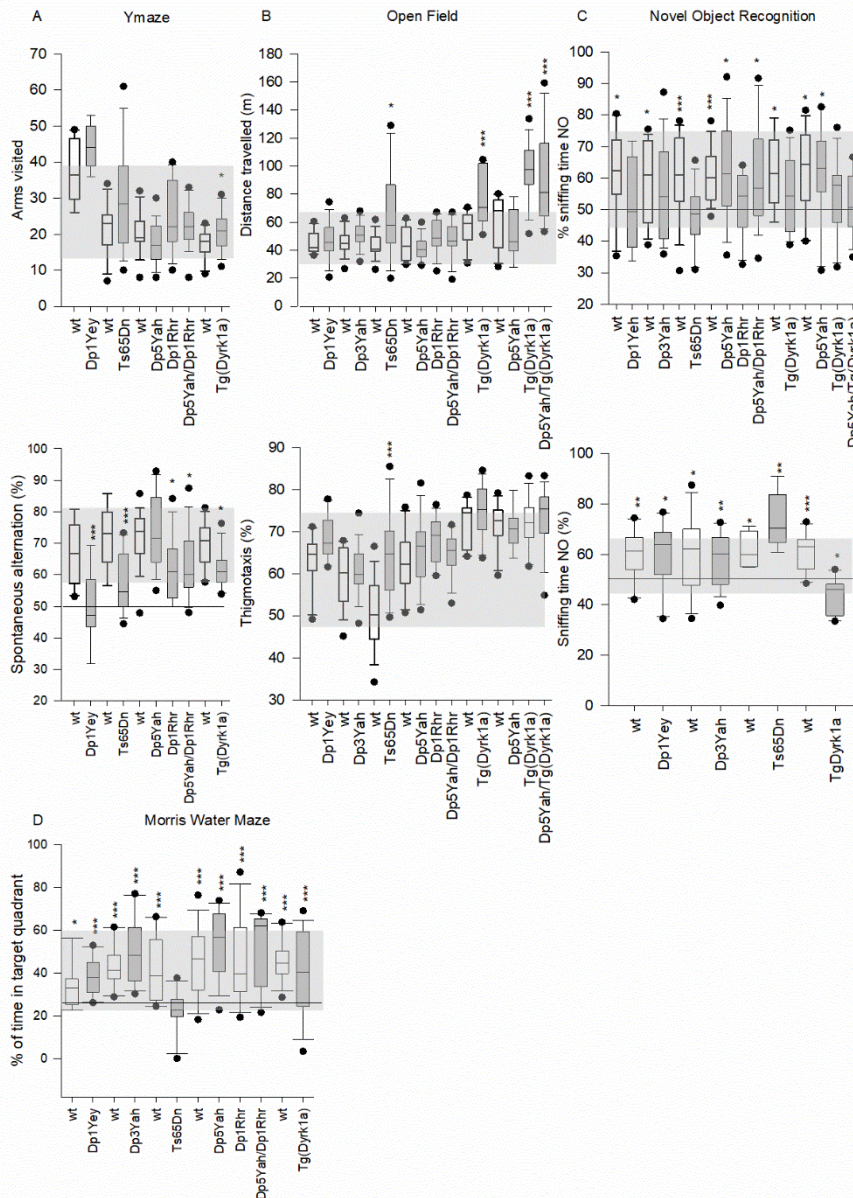 A
Ymaze
Arms visited
70
60
50
40
30
20
10
0
wt
Dp1Yey
wt
Ts65Dn
wt
Dp5Yah
Dp1Rhr
Dp5Yah/Dp1Rhr
wt
Tg(Dyrk1a)
*
B
Open Field
Distance travelled (m)
180
160
140
120
100
80
60
40
20
0
*
***
***
***
wt
Dp1Yey
wt
Dp3Yah
wt
Ts65Dn
wt
Dp5Yah
Dp1Rhr
Dp5Yah/Dp1Rhr
wt
Tg(Dyrk1a)
wt
Dp5Yah
Tg(Dyrk1a)
Dp5Yah/Tg(Dyrk1a)
C
Novel Object Recognition
% sniffing time NO
100
90
80
70
60
50
40
30
20
*
*
***
***
*
*
*
*
*
wt
Dp1Yeh
wt
Dp3Yah
wt
Ts65Dn
wt
Dp5Yah
Dp1Rhr
Dp5Yah/Dp1Rhr
wt
Tg(Dyrk1a)
wt
Dp5Yah
Tg(Dyrk1a)
Dp5Yah/Tg(Dyrk1a)
Spontaneous alternation (%)
100
90
80
70
60
50
40
30
20
***
***
*
*
*
wt
Dp1Yey
wt
Ts65Dn
wt
Dp5Yah
Dp1Rhr
Dp5Yah/Dp1Rhr
wt
Tg(Dyrk1a)
Thigmotaxis (%)
90 %
80 %
70 %
60 %
50 %
40 %
30 %
***
wt
Dp1Yey
wt
Dp3Yah
wt
Ts65Dn
wt
Dp5Yah
Dp1Rhr
Dp5Yah/Dp1Rhr
wt
Tg(Dyrk1a)
wt
Dp5Yah
Tg(Dyrk1a)
Dp5Yah/Tg(Dyrk1a)
Sniffing time NO (%)
100 %
80 %
60 %
40 %
20 %
0 %
**
*
*
**
*
**
***
*
wt
Dp1Yey
wt
Dp3Yah
wt
Ts65Dn
wt
TgDyrk1a
D
Morris Water Maze
% of time in target quadrant
100 %
80 %
60 %
40 %
20 %
0 %
*
***
***
***
***
***
***
***
***
***
***
wt
Dp1Yey
wt
Dp3Yah
wt
Ts65Dn
wt
Dp5Yah
Dp1Rhr
Dp5Yah/Dp1Rhr
wt
Tg(Dyrk1a)